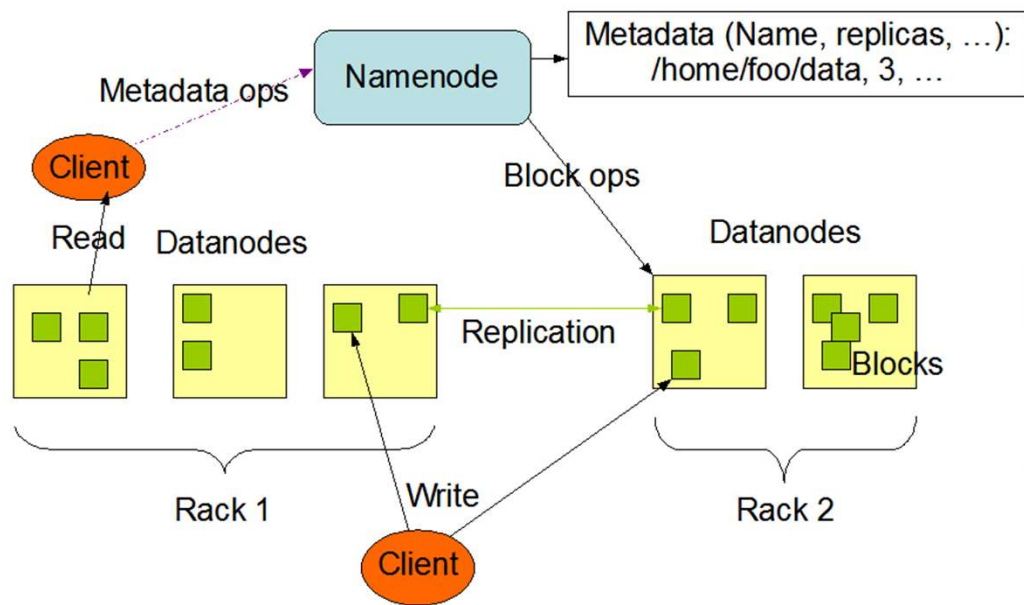 Metadata (Name, replicas, …):
/home/foo/data, 3, …
Namenode
Metadata ops
Client
Block ops
Read
Datanodes
Datanodes
Replication
Blocks
Rack 1
Write
Rack 2
Client